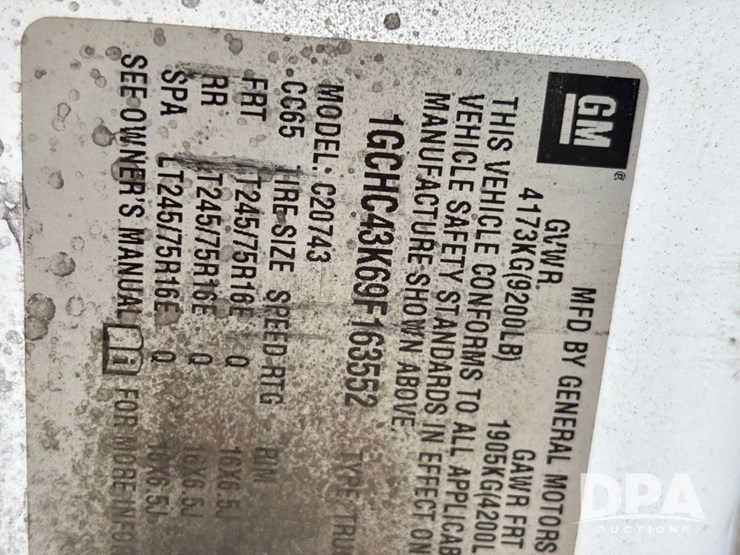 GM
MFD BY GENERAL MOTORS
GVWR GAWR FRT
4173KG(9200LB) 1905KG(4200L
THIS VEHICLE CONFORMS TO ALL APPLICAB
VEHICLE SAFETY STANDARDS IN EFFECT ON
MANUFACTURE SHOWN ABOVE.
1GCHC43K69F163552 TYPE TRU
MODEL: C20743
CC65 TIRE SIZE SPEED RTG RIM
FRT LT245/75R16E Q 16X6.5J
RR LT245/75R16E Q 16X6.5J
SPA LT245/75R16E Q 16X6.5J
SEE OWNER'S MANUAL i FOR MORE INFO
DPA
AUCTIONS